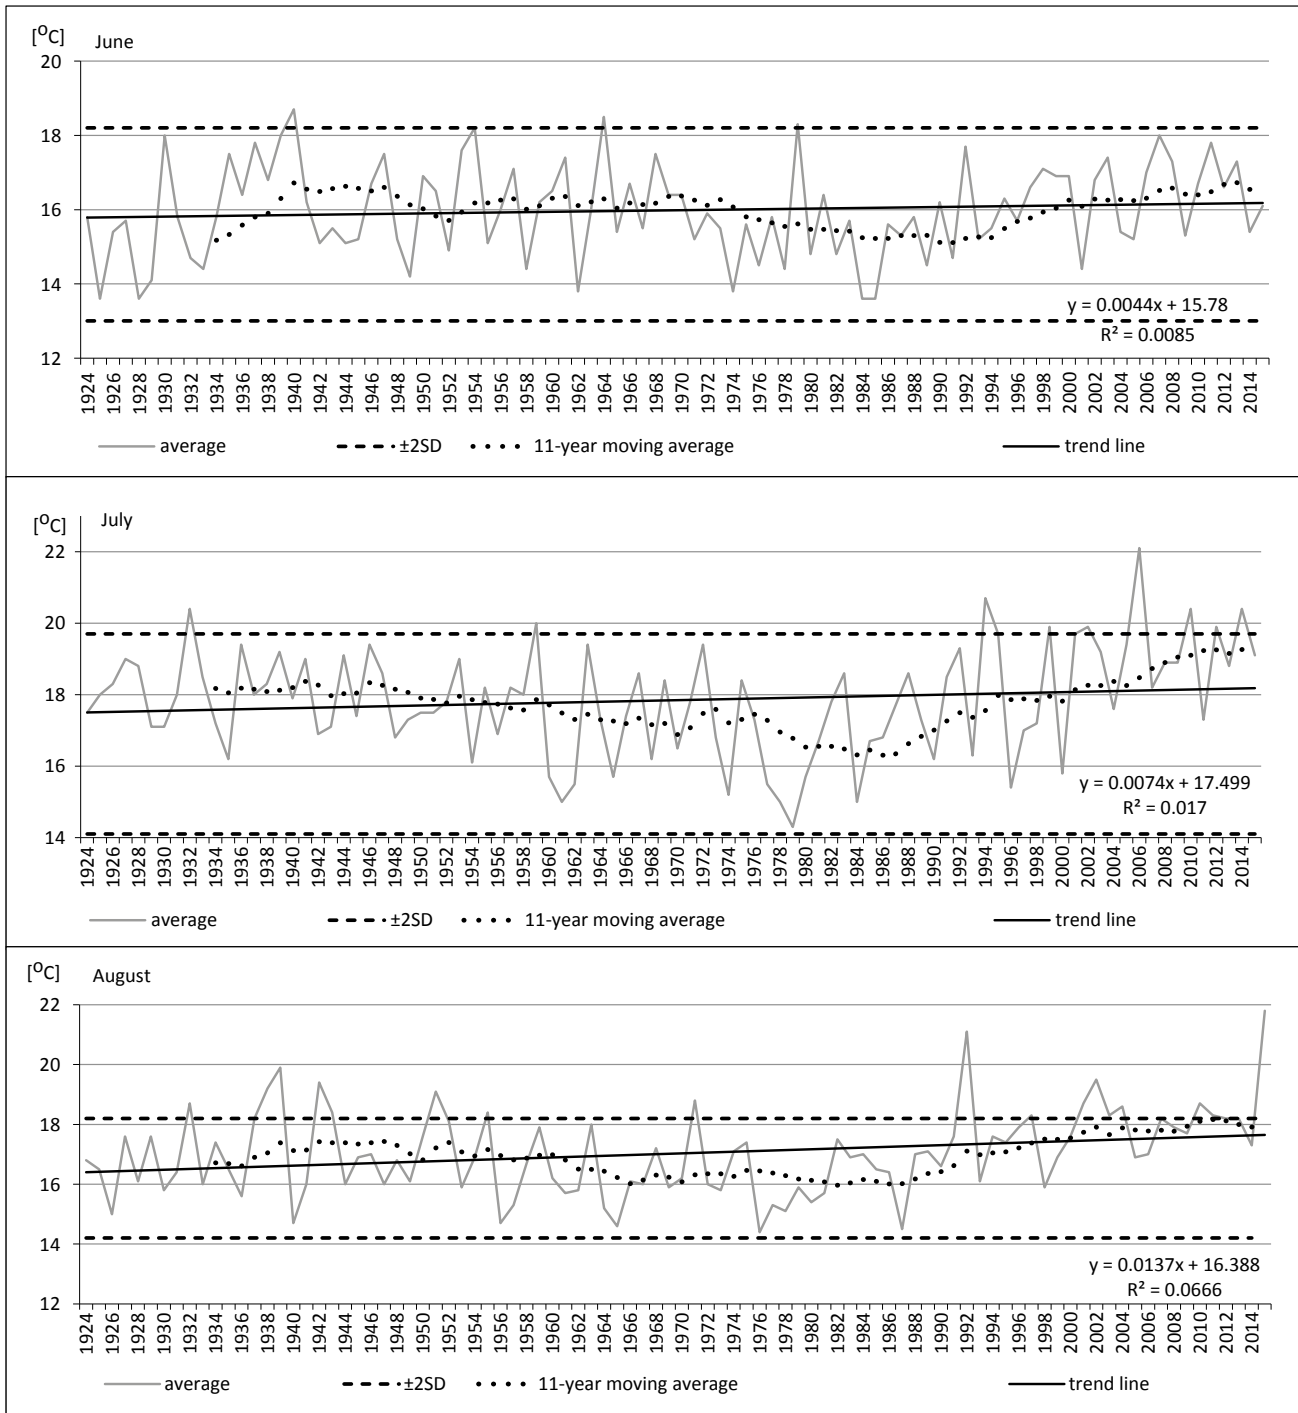 [⁰C] June
20
18
16
14
12
y = 0.0044x + 15.78
R² = 0.0085
1924 1926 1928 1930 1932 1934 1936 1938 1940 1942 1944 1946 1948 1950 1952 1954 1956 1958 1960 1962 1964 1966 1968 1970 1972 1974 1976 1978 1980 1982 1984 1986 1988 1990 1992 1994 1996 1998 2000 2002 2004 2006 2008 2010 2012 2014
average ±2SD 11-year moving average trend line
[⁰C] July
22
20
18
16
14
y = 0.0074x + 17.499
R² = 0.017
1924 1926 1928 1930 1932 1934 1936 1938 1940 1942 1944 1946 1948 1950 1952 1954 1956 1958 1960 1962 1964 1966 1968 1970 1972 1974 1976 1978 1980 1982 1984 1986 1988 1990 1992 1994 1996 1998 2000 2002 2004 2006 2008 2010 2012 2014
average ±2SD 11-year moving average trend line
[⁰C] August
22
20
18
16
14
12
y = 0.0137x + 16.388
R² = 0.0666
1924 1926 1928 1930 1932 1934 1936 1938 1940 1942 1944 1946 1948 1950 1952 1954 1956 1958 1960 1962 1964 1966 1968 1970 1972 1974 1976 1978 1980 1982 1984 1986 1988 1990 1992 1994 1996 1998 2000 2002 2004 2006 2008 2010 2012 2014
average ±2SD 11-year moving average trend line